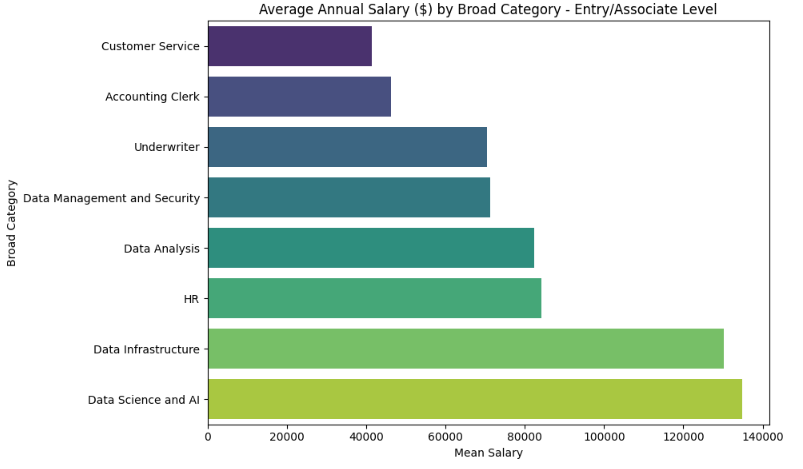 Average Annual Salary ($) by Broad Category - Entry/Associate Level
Broad Category
Customer Service
Accounting Clerk
Underwriter
Data Management and Security
Data Analysis
HR
Data Infrastructure
Data Science and AI
0 20000 40000 60000 80000 100000 120000 140000
Mean Salary